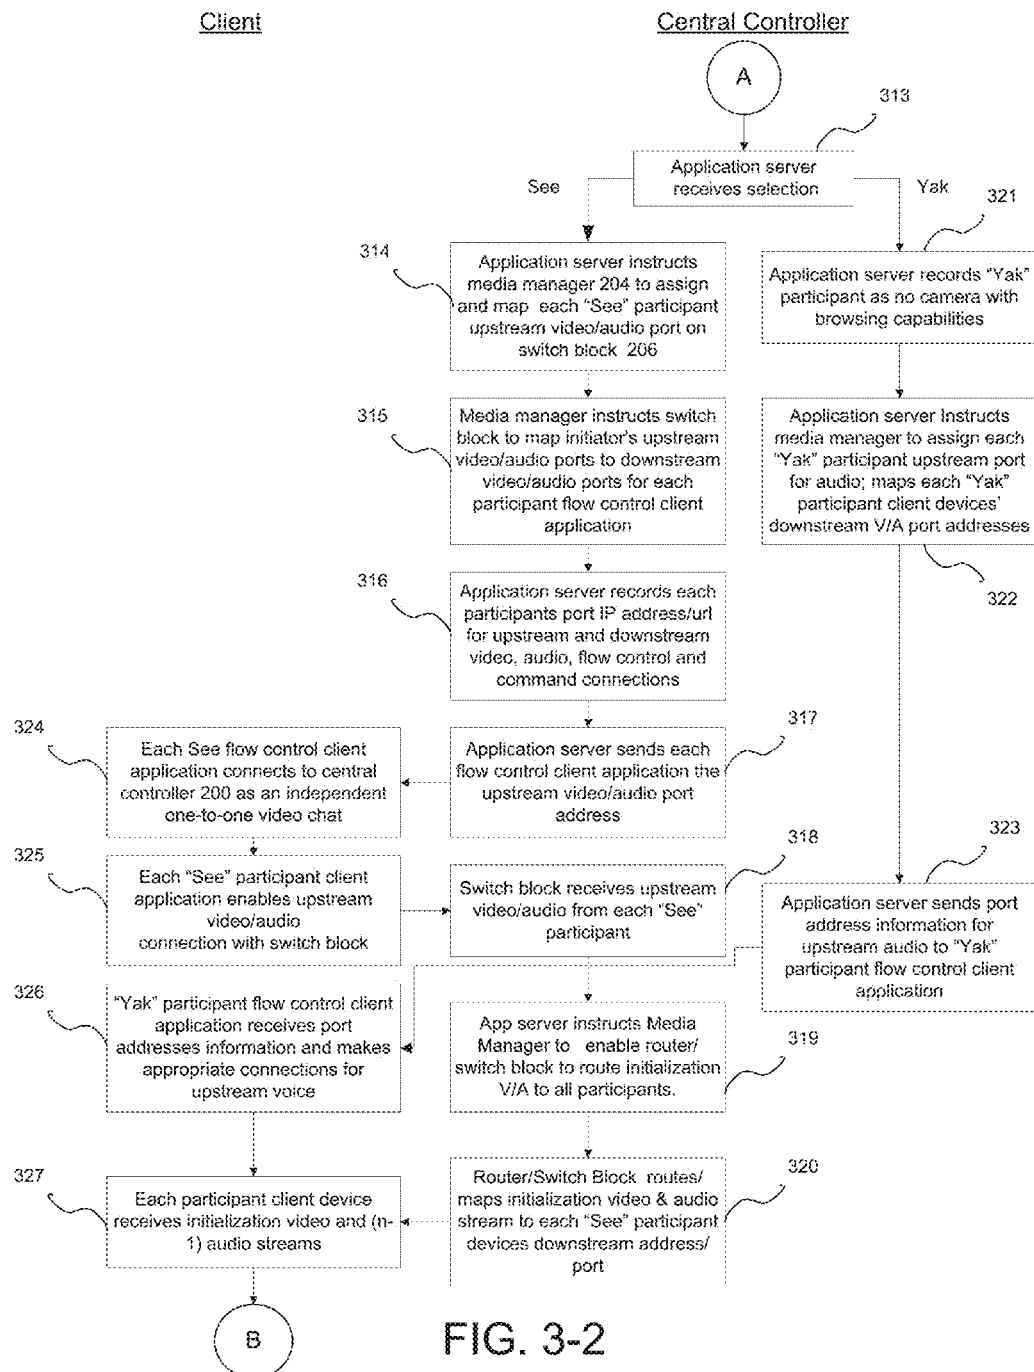 Client
Central Controller
A
313
Application server
receives selection
See
Yak
314
Application server instructs
media manager 204 to assign
and map each "See" participant
upstream video/audio port on
switch block 206
321
Application server records "Yak"
participant as no camera with
browsing capabilities
315
Media manager instructs switch
block to map initiator's upstream
video/audio ports to downstream
video/audio ports for each
participant flow control client
application
Application server Instructs
media manager to assign each
"Yak" participant upstream port
for audio; maps each "Yak"
participant client devices'
downstream V/A port addresses
322
316
Application server records each
participants port IP address/url
for upstream and downstream
video, audio, flow control and
command connections
324
Each See flow control client
application connects to central
controller 200 as an independent
one-to-one video chat
317
Application server sends each
flow control client application the
upstream video/audio port
address
325
Each "See" participant client
application enables upstream
video/audio
connection with switch block
318
Switch block receives upstream
video/audio from each "See"
participant
323
Application server sends port
address information for
upstream audio to "Yak"
participant flow control client
application
326
"Yak" participant flow control client
application receives port
addresses information and makes
appropriate connections for
upstream voice
App server instructs Media
Manager to enable router/
switch block to route initialization
V/A to all participants.
319
327
Each participant client device
receives initialization video and (n-
1) audio streams
Router/Switch Block routes/
maps initialization video & audio
stream to each "See" participant
devices downstream address/
port
320
B
FIG. 3-2